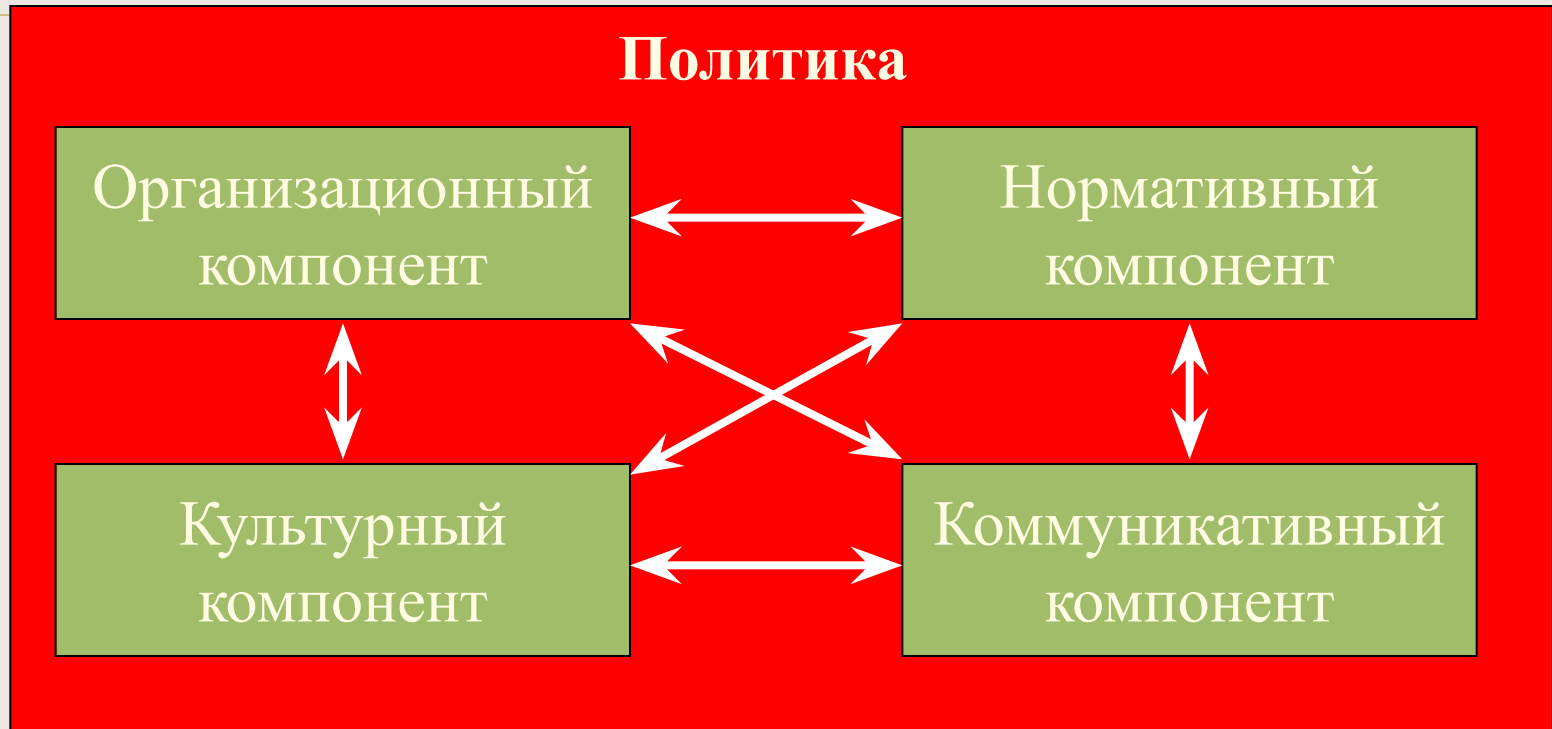 Политика
Организационный
компонент
Нормативный
компонент
Культурный
компонент
Коммуникативный
компонент